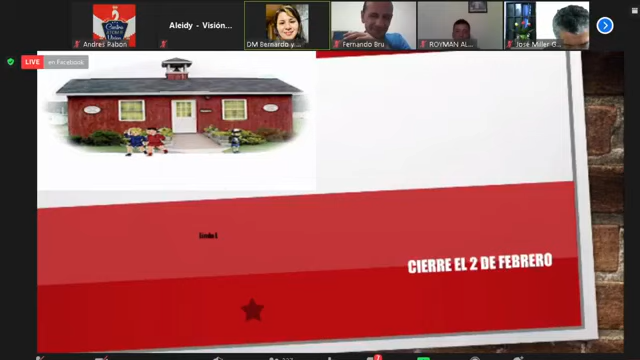 Aleidy - Visión...
Andres Pabon
DM Bernardo y ...
Fernando Bru...
ROYMAN AL...
José Miller G...
LIVE
en Facebook
CIERRE EL 2 DE FEBRERO